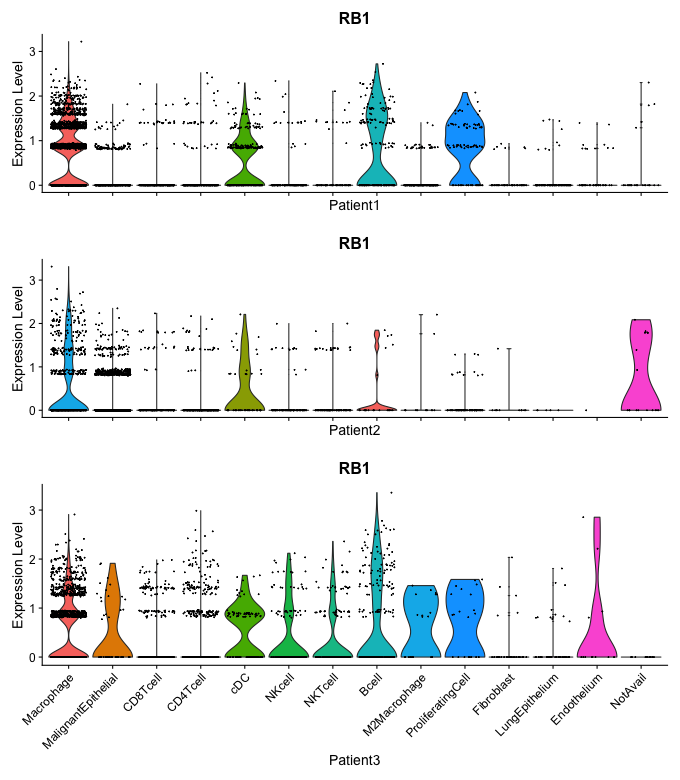 RB1
Expression Level
3
2
1
0
Patient1
RB1
Expression Level
3
2
1
0
Patient2
RB1
Expression Level
3
2
1
0
Macrophage
MalignantEpithelial
CD8Tcell
CD4Tcell
cDC
NKcell
NKTcell
Bcell
M2Macrophage
ProliferatingCell
Fibroblast
LungEpithelium
Endothelium
NotAvail
Patient3